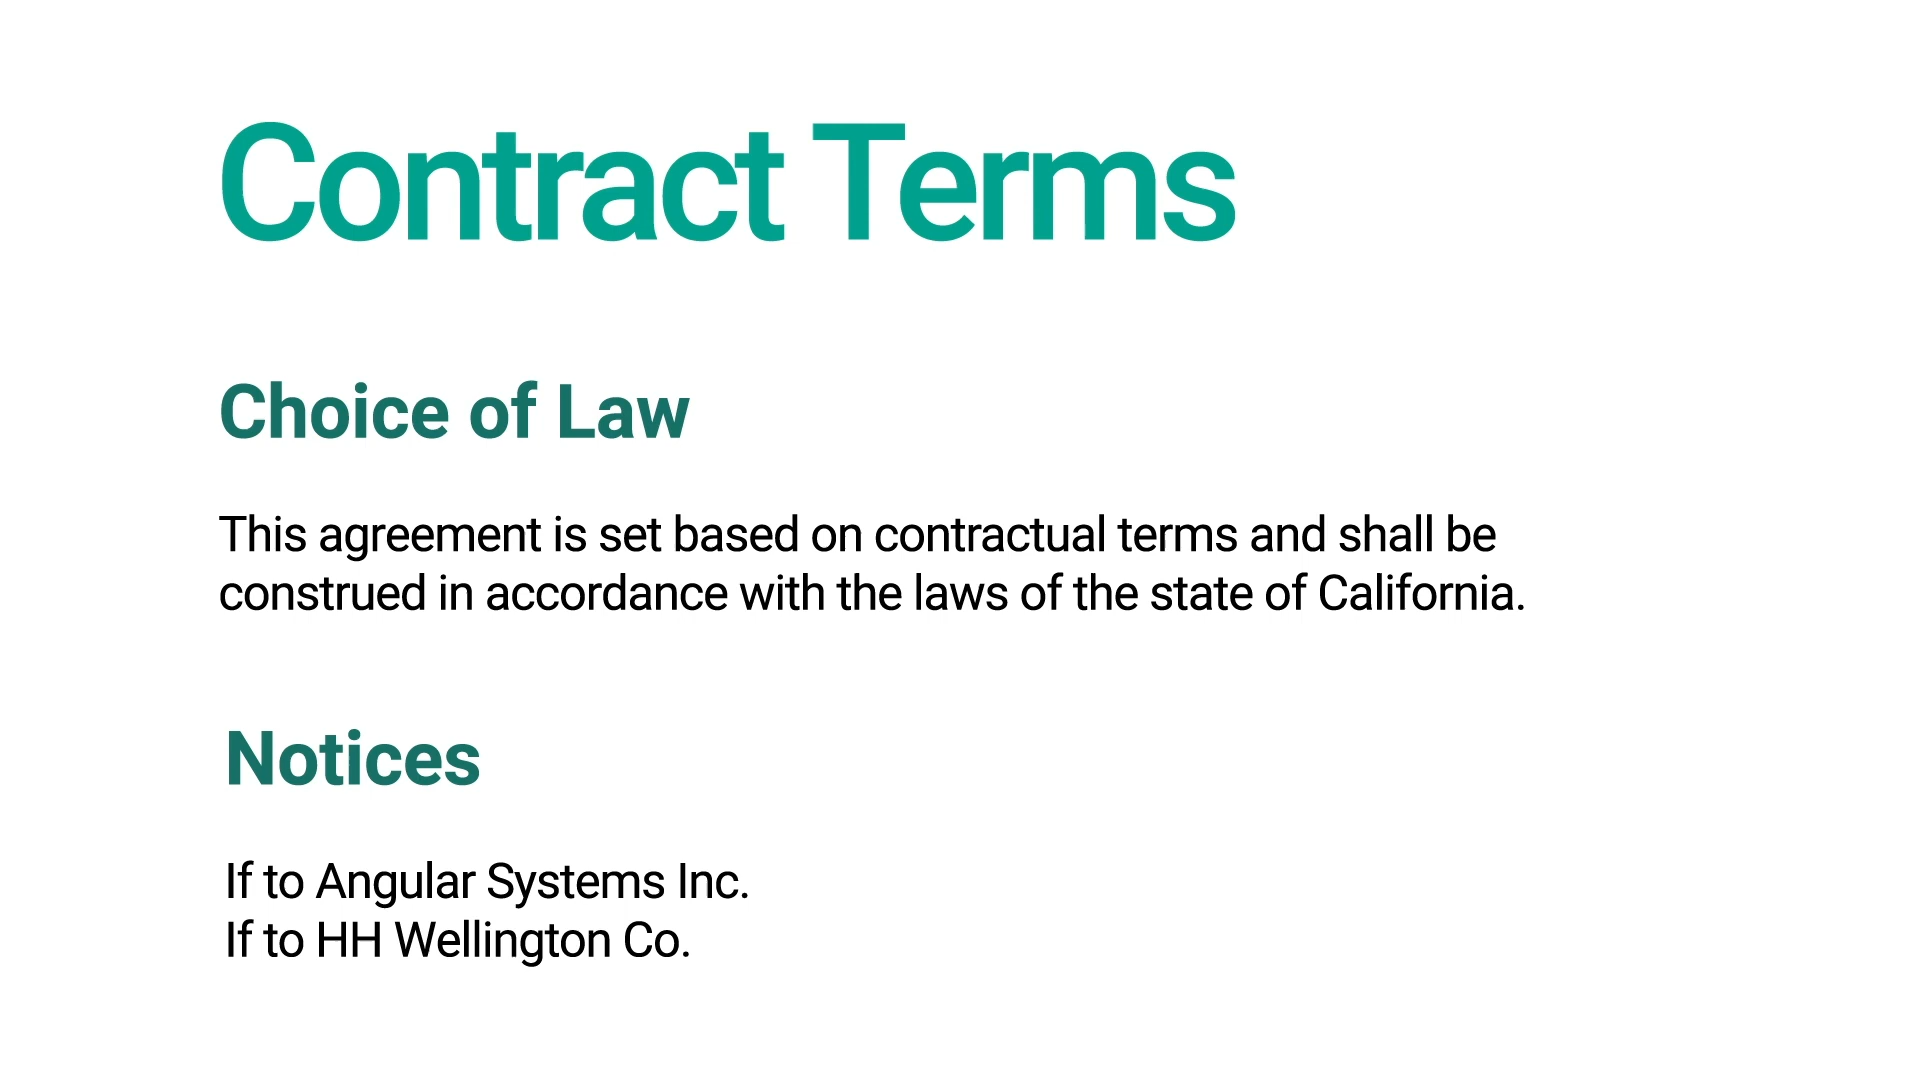 Contract Terms
Choice of Law
This agreement is set based on contractual terms and shall be
construed in accordance with the laws of the state of California.
Notices
If to Angular Systems Inc.
If to HH Wellington Co.